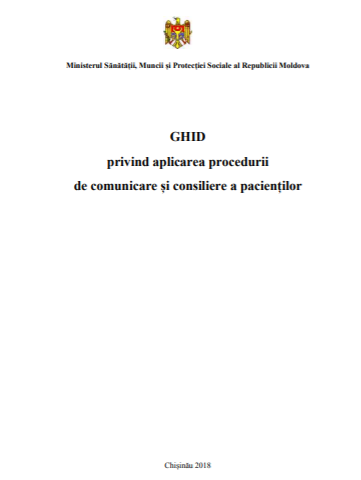 Ministerul Sănătății, Muncii și Protecției Sociale al Republicii Moldova
GHID
privind aplicarea procedurii
de comunicare și consiliere a pacienților
Chișinău 2018